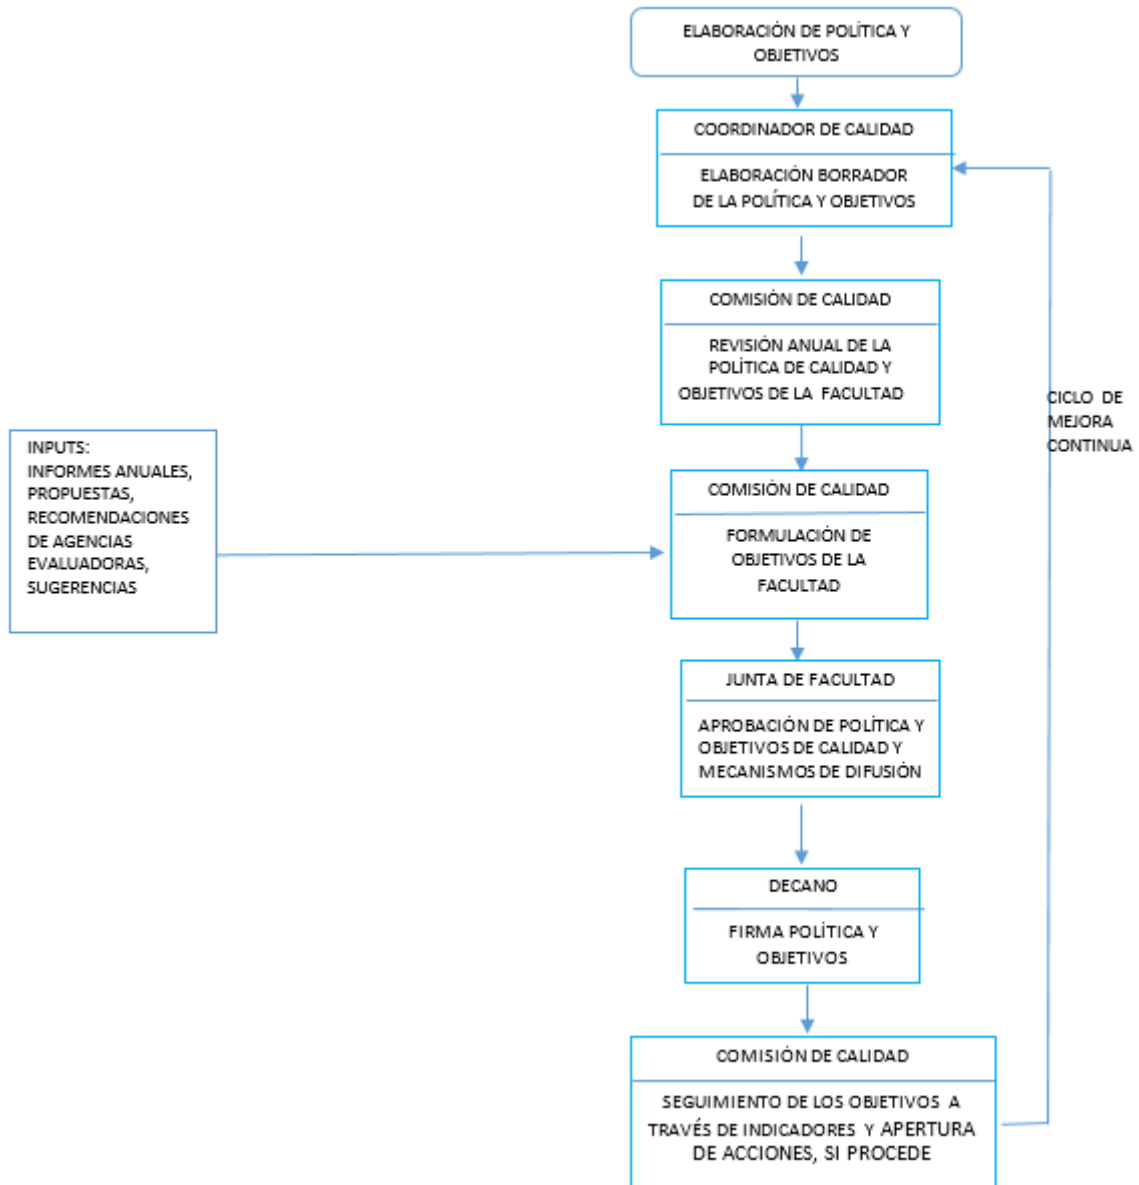 ELABORACIÓN DE POLÍTICA Y
OBJETIVOS
COORDINADOR DE CALIDAD
ELABORACIÓN BORRADOR
DE LA POLÍTICA Y OBJETIVOS
COMISIÓN DE CALIDAD
REVISIÓN ANUAL DE LA
POLÍTICA DE CALIDAD Y
OBJETIVOS DE LA FACULTAD
CICLO DE
MEJORA
CONTINUA
INPUTS:
INFORMES ANUALES,
PROPUESTAS,
RECOMENDACIONES
DE AGENCIAS
EVALUADORAS,
SUGERENCIAS
COMISIÓN DE CALIDAD
FORMULACIÓN DE
OBJETIVOS DE LA
FACULTAD
JUNTA DE FACULTAD
APROBACIÓN DE POLÍTICA Y
OBJETIVOS DE CALIDAD Y
MECANISMOS DE DIFUSIÓN
DECANO
FIRMA POLÍTICA Y
OBJETIVOS
COMISIÓN DE CALIDAD
SEGUIMIENTO DE LOS OBJETIVOS A
TRAVÉS DE INDICADORES Y APERTURA
DE ACCIONES, SI PROCEDE